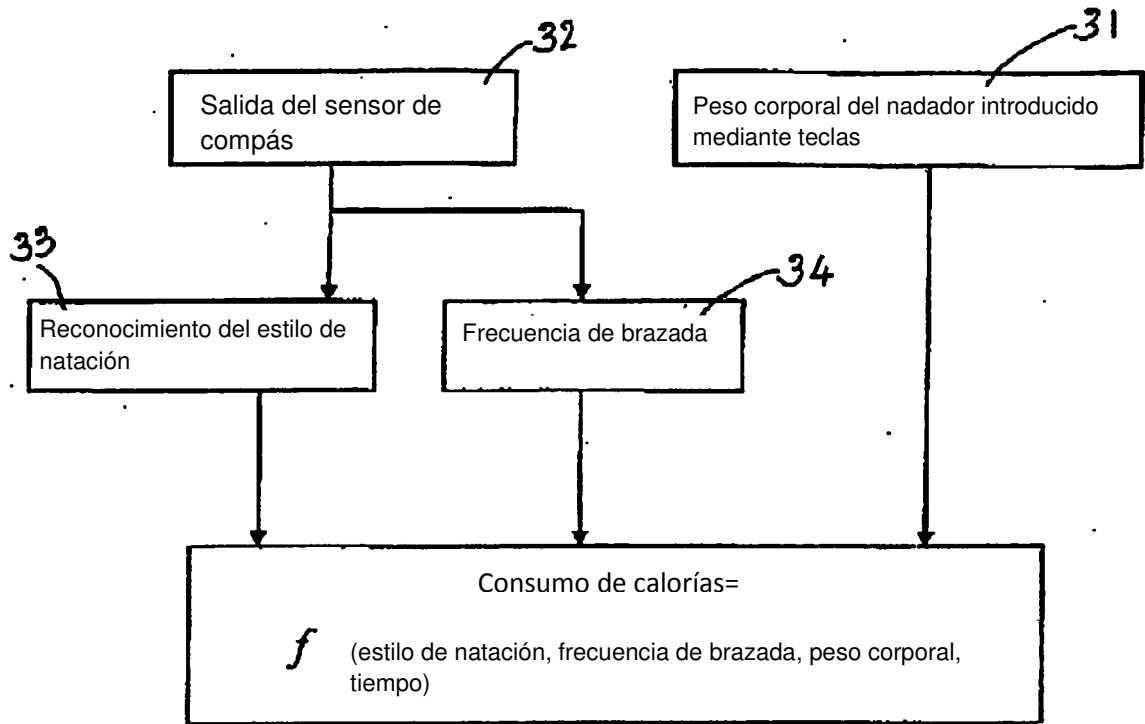 32
31
Salida del sensor de
compás
Peso corporal del nadador introducido
mediante teclas
33
34
Reconocimiento del estilo de
natación
Frecuencia de brazada
Consumo de calorías=
f (estilo de natación, frecuencia de brazada, peso corporal,
tiempo)